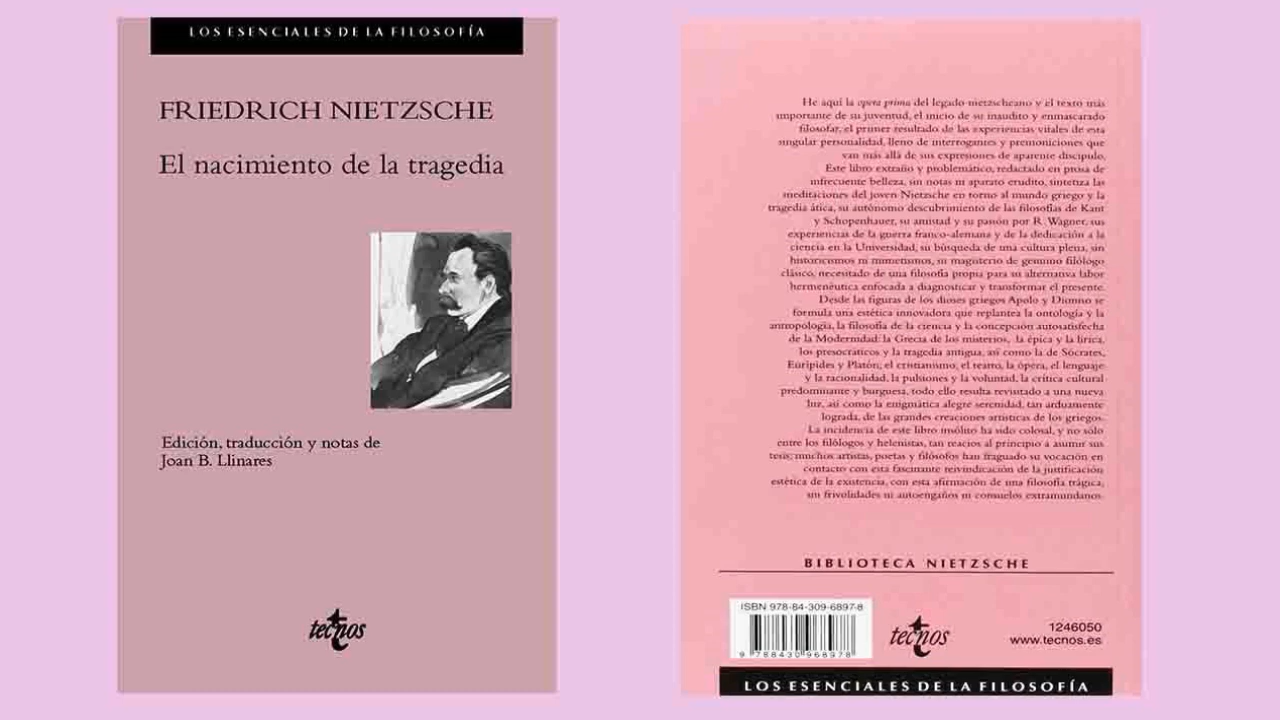 LOS ESENCIALES DE LA FILOSOFÍA
FRIEDRICH NIETZSCHE
El nacimiento de la tragedia
Edición, traducción y notas de
Joan B. Llinares
tecnos
He aquí la opera prima del legado nietzscheano y el texto más
importante de su juventud, el inicio de su inaudito y enmascarado
filosofar, el primer resultado de las experiencias vitales de esta
singular personalidad, lleno de interrogantes y premoniciones que
van más allá de sus expresiones de aparente discípulo.
Este libro extraño y problemático, redactado en prosa de
infrecuente belleza, sin notas ni aparato erudito, sintetiza las
meditaciones del joven Nietzsche en torno al mundo griego y la
tragedia ática, su autónomo descubrimiento de las filosofías de Kant
y Schopenhauer, su amistad y su pasión por R. Wagner, sus
experiencias de la guerra franco-alemana y de la dedicación a la
ciencia en la Universidad, su búsqueda de una cultura plena, sin
historicismos ni mimetismos, su magisterio de genuino filólogo
clásico, necesitado de una filosofía propia para su alternativa labor
hermenéutica enfocada a diagnosticar y transformar el presente.
Desde las figuras de los dioses griegos Apolo y Dioniso se
formula una estética innovadora que replantea la ontología y la
antropología, la filosofía de la ciencia y la concepción autosatisfecha
de la Modernidad: la Grecia de los misterios, la épica y la lírica,
los presocráticos y la tragedia antigua, así como la de Sócrates,
Eurípides y Platón, el cristianismo, el teatro, la ópera, el lenguaje
y la racionalidad, la pulsiones y la voluntad, la crítica cultural
predominante y burguesa, todo ello resulta revisitado a una nueva
luz, así como la enigmática alegre serenidad, tan arduamente
lograda, de las grandes creaciones artísticas de los griegos.
La incidencia de este libro insólito ha sido colosal, y no sólo
entre los filólogos y helenistas, tan reacios al principio a asumir sus
tesis; muchos artistas, poetas y filósofos han fraguado su vocación en
contacto con esta fascinante reivindicación de la justificación
estética de la existencia, con esta afirmación de una filosofía trágica,
sin frivolidades ni autoengaños ni consuelos extramundanos.
BIBLIOTECA NIETZSCHE
ISBN 978-84-309-6897-8
9 788430 968978
tecnos
1246050
www.tecnos.es
LOS ESENCIALES DE LA FILOSOFÍA